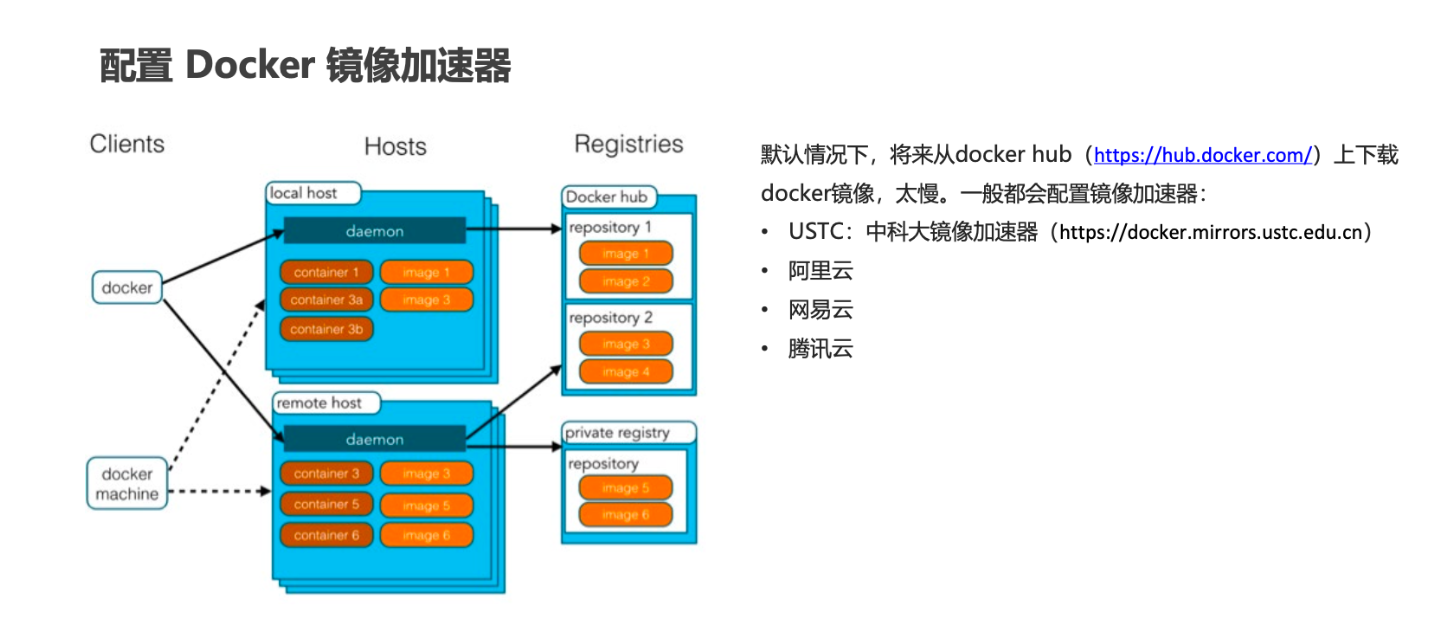 配置 Docker 镜像加速器
Clients
Hosts
Registries
local host
daemon
container 1
image 1
container 3a
image 3
container 3b
docker
remote host
daemon
container 3
image 3
container 5
image 5
container 6
image 6
docker
machine
Docker hub
repository 1
image 1
image 2
repository 2
image 3
image 4
private registry
repository
image 5
image 6
默认情况下，将来从docker hub（https://hub.docker.com/）上下载
docker镜像，太慢。一般都会配置镜像加速器：
• USTC：中科大镜像加速器（https://docker.mirrors.ustc.edu.cn）
• 阿里云
• 网易云
• 腾讯云